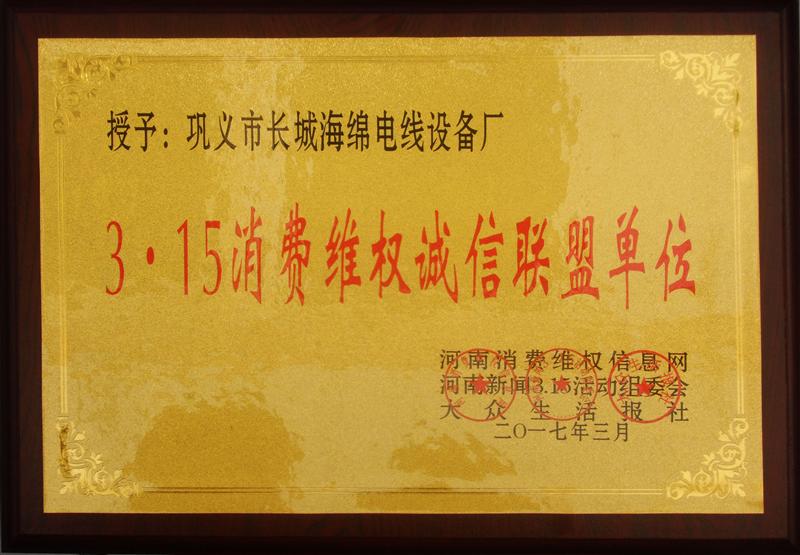 授予：巩义市长城海绵电线设备厂
3·15消费维权诚信联盟单位
河南消费维权信息网
河南新闻3.15活动组委会
大众生活报社
二〇一七年三月